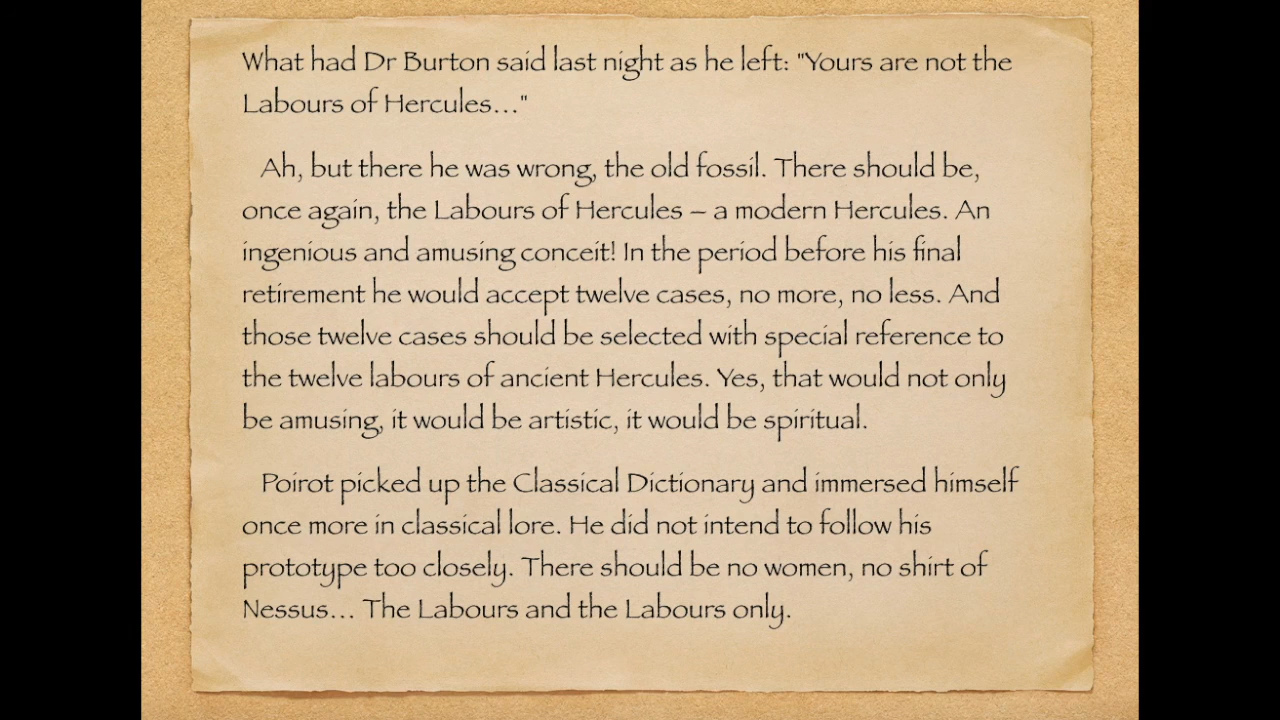 What had Dr Burton said last night as he left: "Yours are not the
Labours of Hercules..."
Ah, but there he was wrong, the old fossil. There should be,
once again, the Labours of Hercules – a modern Hercules. An
ingenious and amusing conceit! In the period before his final
retirement he would accept twelve cases, no more, no less. And
those twelve cases should be selected with special reference to
the twelve labours of ancient Hercules. Yes, that would not only
be amusing, it would be artistic, it would be spiritual.
Poirot picked up the Classical Dictionary and immersed himself
once more in classical lore. He did not intend to follow his
prototype too closely. There should be no women, no shirt of
Nessus... The Labours and the Labours only.